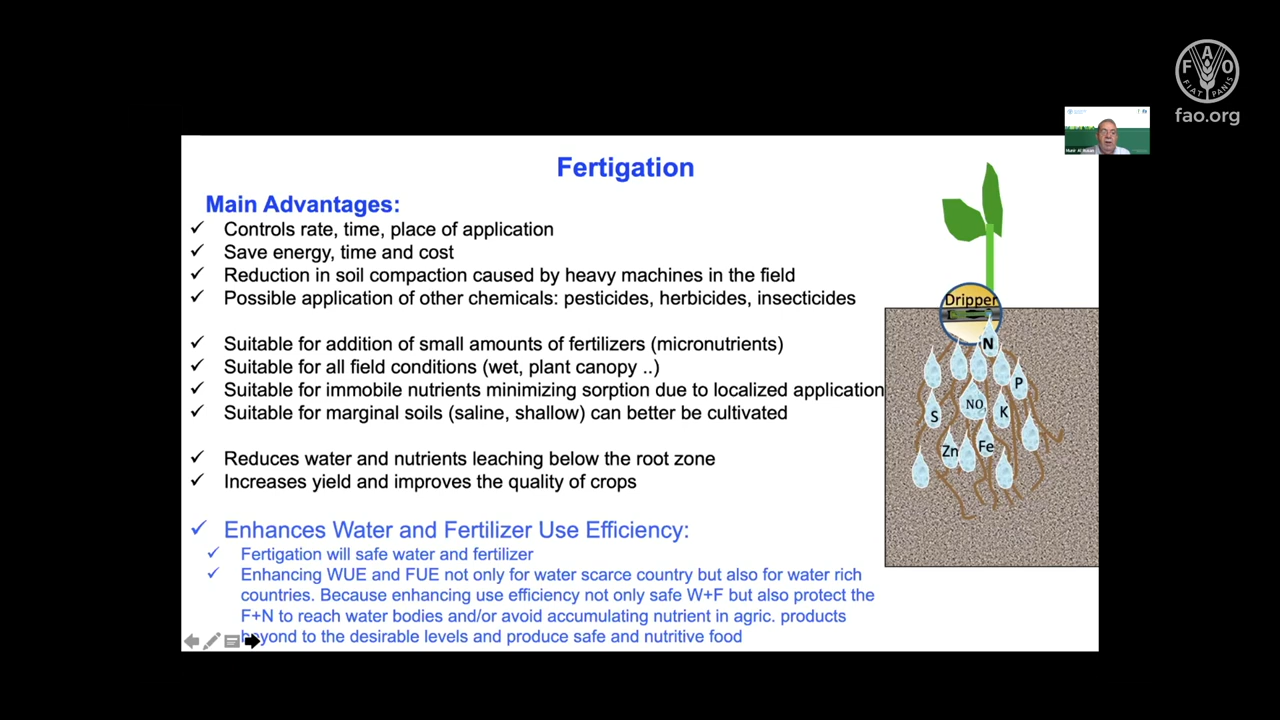 FAO
FIAT PANIS
fao.org
Fertigation
Main Advantages:
✓ Controls rate, time, place of application
✓ Save energy, time and cost
✓ Reduction in soil compaction caused by heavy machines in the field
✓ Possible application of other chemicals: pesticides, herbicides, insecticides
✓ Suitable for addition of small amounts of fertilizers (micronutrients)
✓ Suitable for all field conditions (wet, plant canopy ..)
✓ Suitable for immobile nutrients minimizing sorption due to localized application
✓ Suitable for marginal soils (saline, shallow) can better be cultivated
✓ Reduces water and nutrients leaching below the root zone
✓ Increases yield and improves the quality of crops
✓ Enhances Water and Fertilizer Use Efficiency:
✓ Fertigation will safe water and fertilizer
✓ Enhancing WUE and FUE not only for water scarce country but also for water rich
countries. Because enhancing use efficiency not only safe W+F but also protect the
F+N to reach water bodies and/or avoid accumulating nutrient in agric. products
beyond to the desirable levels and produce safe and nutritive food
Dripper
N
P
S
NO
K
Zn
Fe